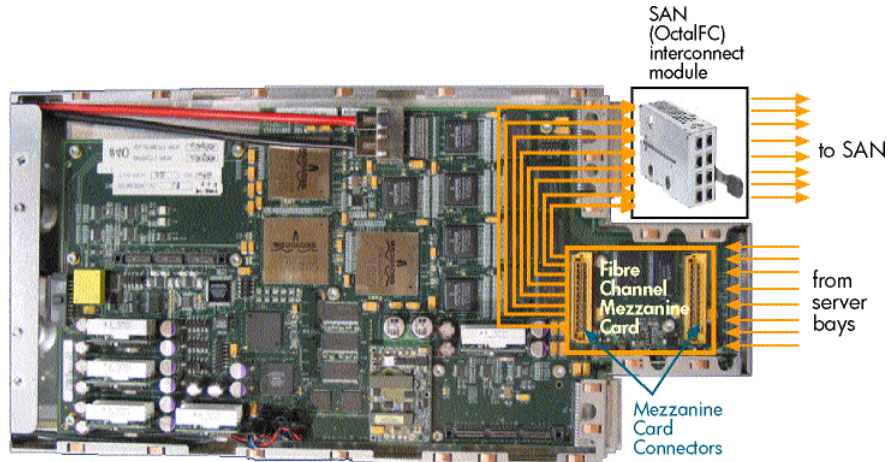 SAN
(OctalFC)
interconnect
module
to SAN
Fibre
Channel
Mezzanine
Card
from
server
bays
Mezzanine
Card
Connectors